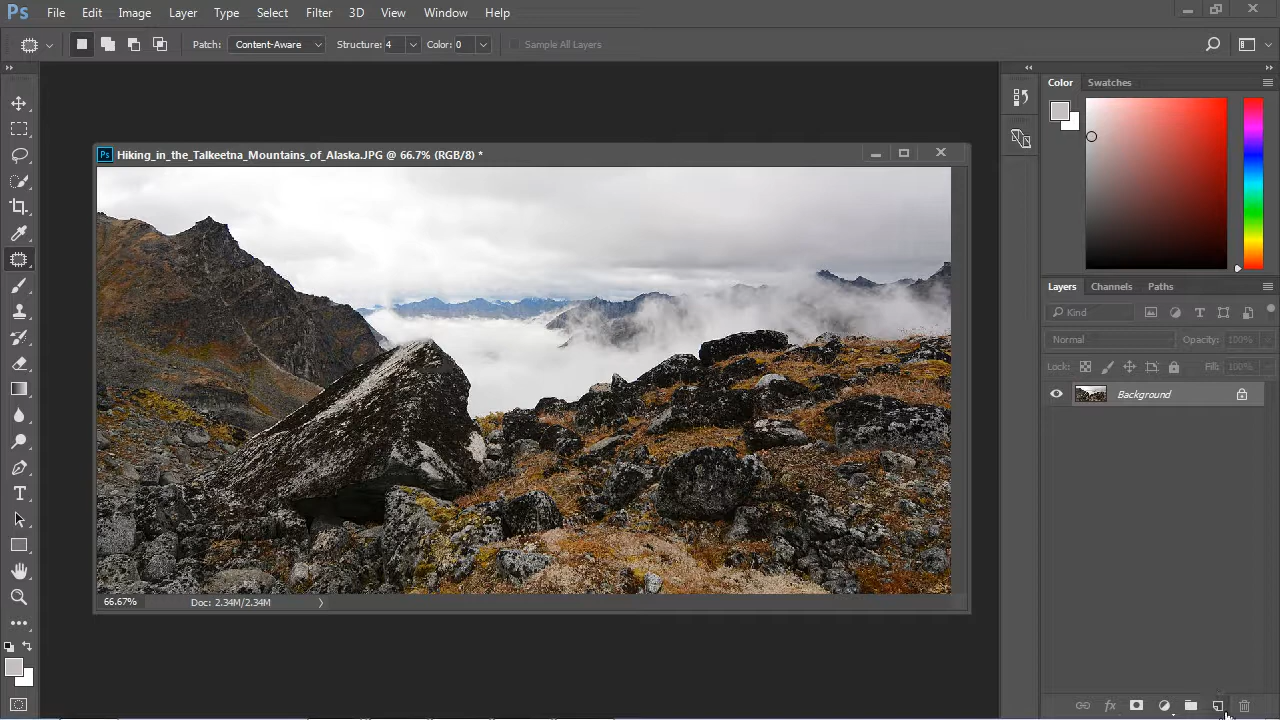 Ps File Edit Image Layer Type Select Filter 3D View Window Help
Patch: Content-Aware Structure: 4 Color: 0 Sample All Layers
Color Swatches
Ps Hiking_in_the_Talkeetna_Mountains_of_Alaska.JPG @ 66.7% (RGB/8) *
Layers Channels Paths
Kind
Normal Opacity: 100%
Lock: Fill: 100%
Background
66.67% Doc: 2.34M/2.34M